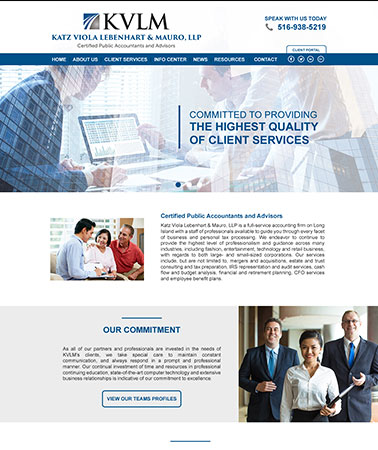 KVLM
KATZ VIOLA LEBENHART & MAURO, LLP
Certified Public Accountants and Advisors
SPEAK WITH US TODAY
516-938-5219
CLIENT PORTAL
HOME ABOUT US CLIENT SERVICES INFO CENTER NEWS RESOURCES CONTACT
COMMITTED TO PROVIDING
THE HIGHEST QUALITY
OF CLIENT SERVICES
Certified Public Accountants and Advisors
Katz Viola Lebenhart & Mauro, LLP is a full-service accounting firm on Long
Island with a staff of professionals available to guide you through every facet
of business and personal tax processing. We endeavor to continue to
provide the highest level of professionalism and guidance across many
industries, including fashion, entertainment, technology and retail business,
with regards to both large- and small-sized corporations. Our services
include, but are not limited to, mergers and acquisitions, estate and trust
consulting and tax preparation, IRS representation and audit services, cash
flow and budget analysis, financial and retirement planning, CFO services
and employee benefit plans.
OUR COMMITMENT
As all of our partners and professionals are invested in the needs of
KVLM's clients, we take special care to maintain constant
communication, and always respond in a prompt and professional
manner. Our continual investment of time and resources in professional
continuing education, state-of-the-art computer technology and extensive
business relationships is indicative of our commitment to excellence.
VIEW OUR TEAMS PROFILES